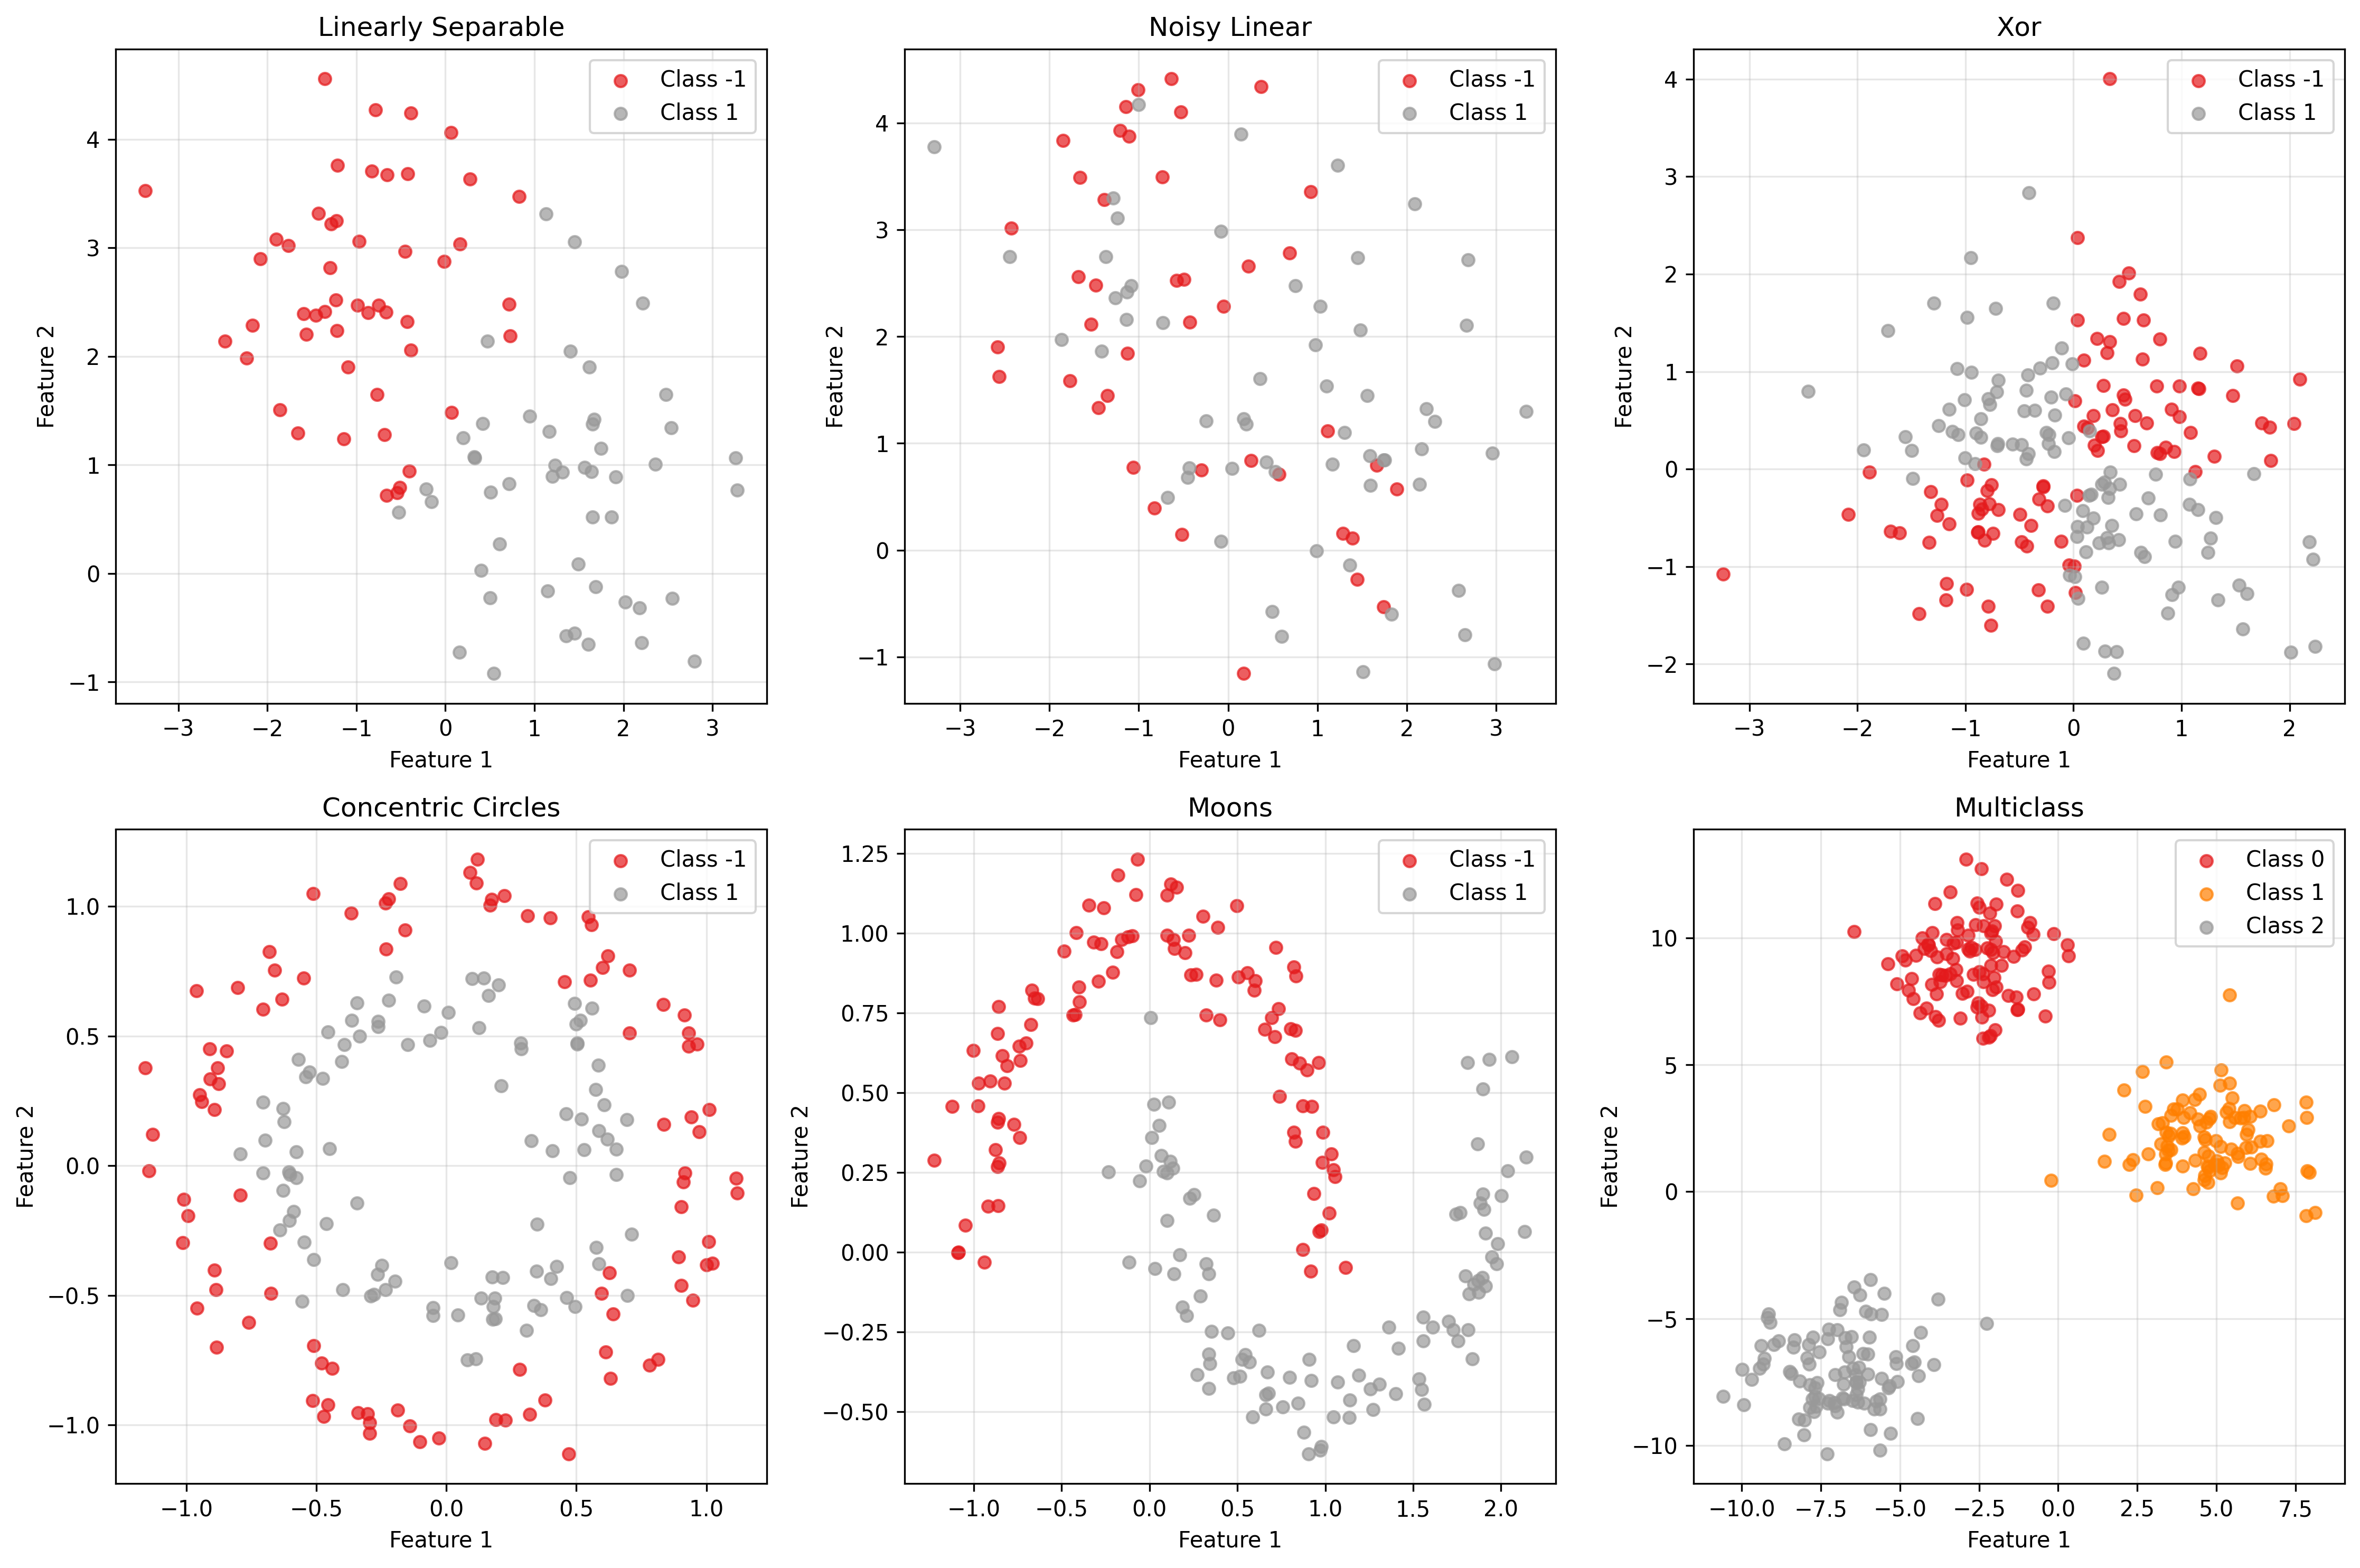 Linearly Separable
Class -1
Class 1
4
3
2
1
0
−1
Feature 2
−3 −2 −1 0 1 2 3
Feature 1
Noisy Linear
Class -1
Class 1
4
3
2
1
0
−1
Feature 2
−3 −2 −1 0 1 2 3
Feature 1
Xor
Class -1
Class 1
4
3
2
1
0
−1
−2
Feature 2
−3 −2 −1 0 1 2
Feature 1
Concentric Circles
Class -1
Class 1
1.0
0.5
0.0
−0.5
−1.0
Feature 2
−1.0 −0.5 0.0 0.5 1.0
Feature 1
Moons
Class -1
Class 1
1.25
1.00
0.75
0.50
0.25
0.00
−0.25
−0.50
Feature 2
−1.0 −0.5 0.0 0.5 1.0 1.5 2.0
Feature 1
Multiclass
Class 0
Class 1
Class 2
10
5
0
−5
−10
Feature 2
−10.0 −7.5 −5.0 −2.5 0.0 2.5 5.0 7.5
Feature 1